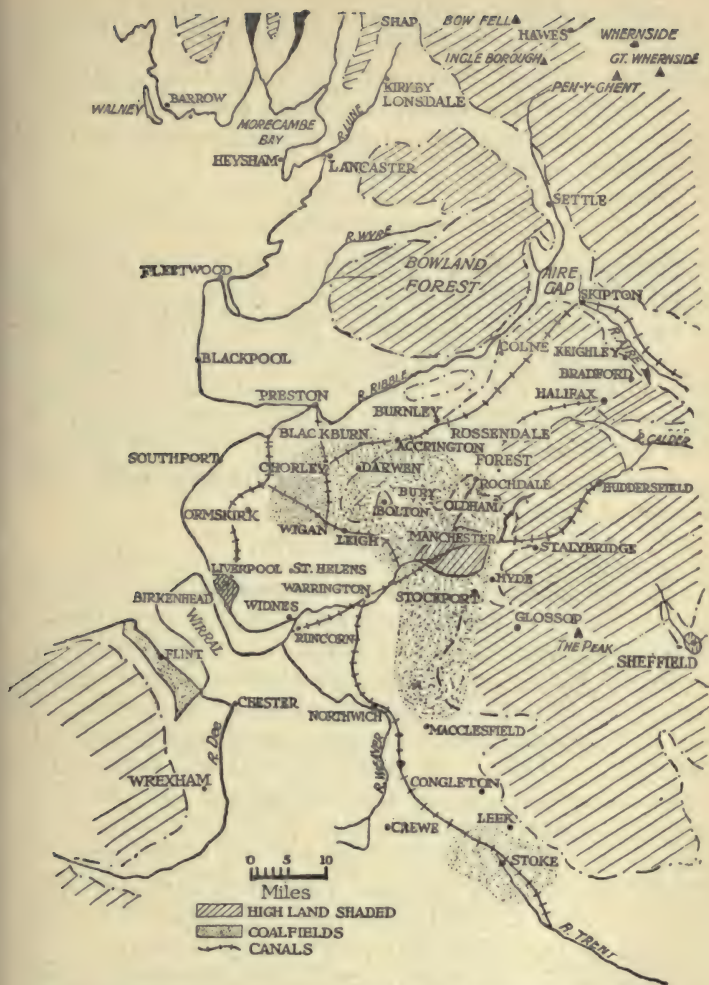 SHAP
BOW FELL
HAWES
WHERNSIDE
INGLE BOROUGH
GT. WHERNSIDE
PEN-Y-GHENT
KIRKBY
LONSDALE
BARROW
WALNEY
MORECAMBE
BAY
R. LUNE
HEYSHAM
LANCASTER
SETTLE
R. WYRE
FLEETWOOD
BOWLAND
FOREST
AIRE
GAP
SKIPTON
BLACKPOOL
COLNE
KEIGHLEY
R. AIRE
BRADFORD
PRESTON
R. RIBBLE
HALIFAX
BURNLEY
BLACKBURN
ACCRINGTON
ROSSENDALE
FOREST
R. CALDER
SOUTHPORT
CHORLEY
DARWEN
ROCHDALE
HUDDERSFIELD
BURY
BOLTON
OLDHAM
ORMSKIRK
WIGAN
LEIGH
MANCHESTER
STALYBRIDGE
LIVERPOOL
ST. HELENS
HYDE
BIRKENHEAD
WARRINGTON
STOCKPORT
WIDNES
WIRRAL
RUNCORN
GLOSSOP
THE PEAK
SHEFFIELD
FLINT
CHESTER
NORTHWICH
MACCLESFIELD
R. DEE
R. WEAVER
WREXHAM
CONGLETON
CREWE
LEEK
STOKE
0 5 10
Miles
HIGH LAND SHADED
COALFIELDS
CANALS
R. TRENT